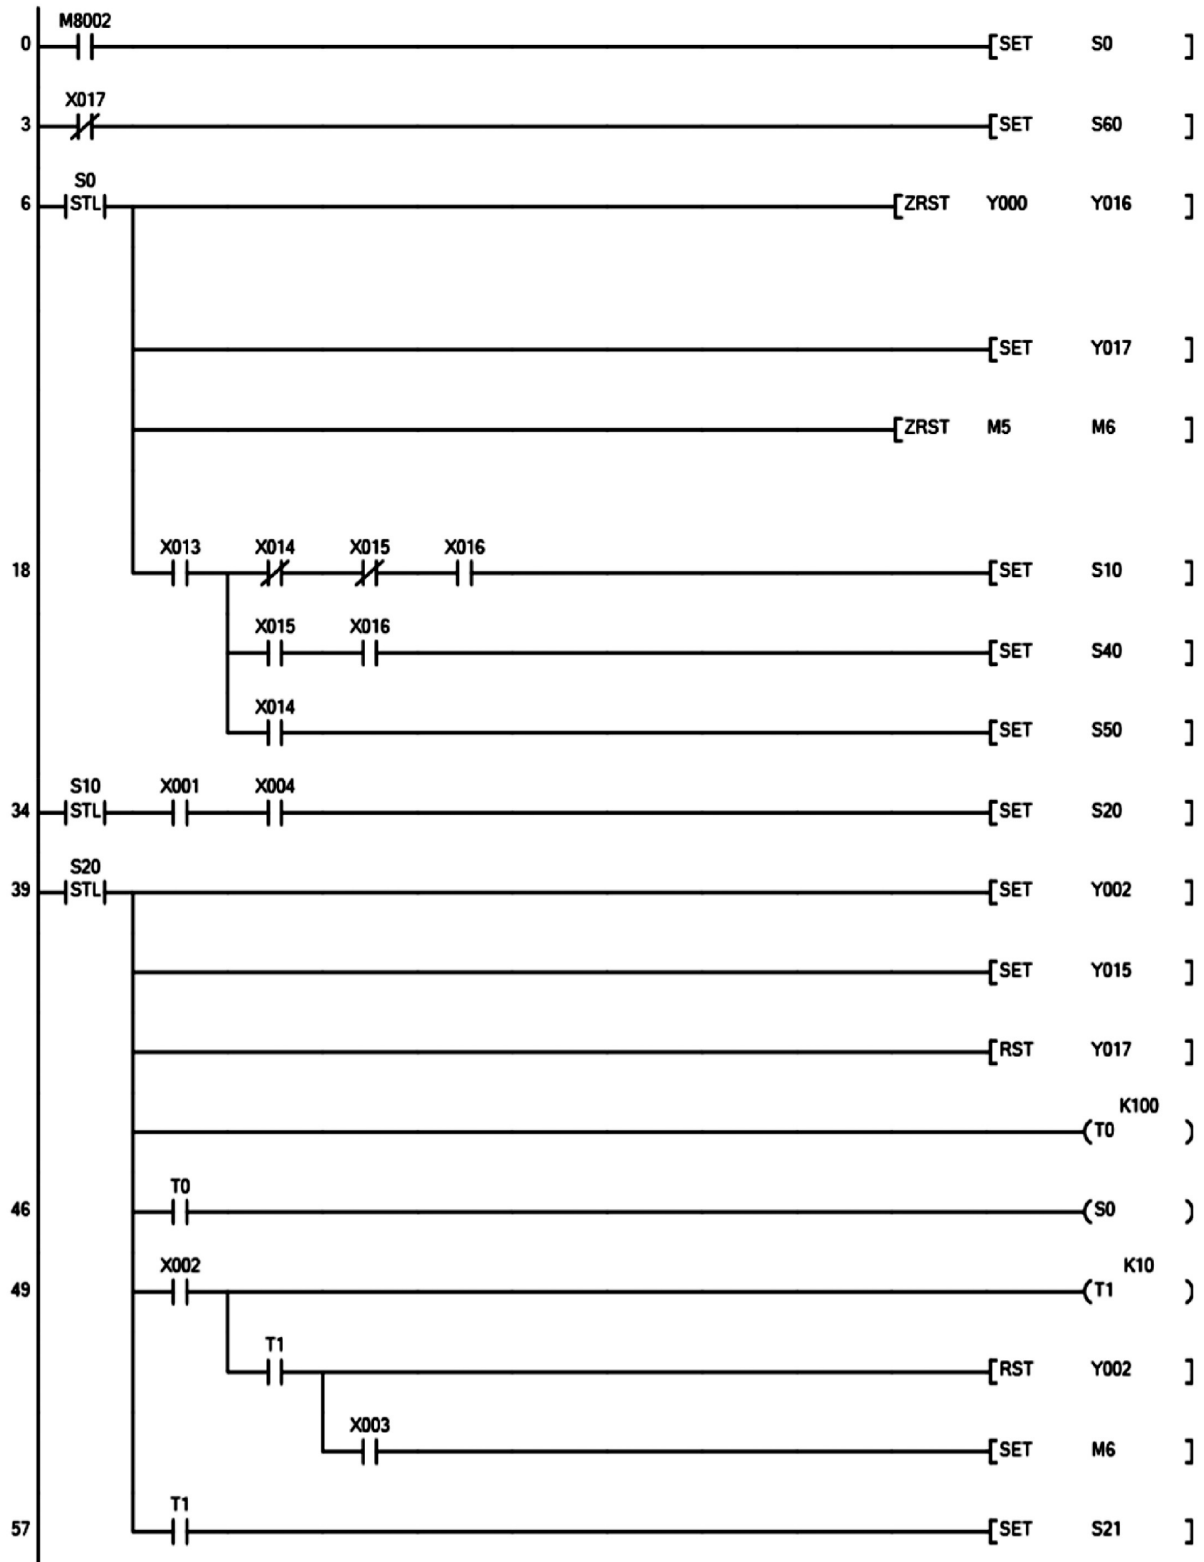 M8002
0 [SET S0 ]
X017
3 [SET S60 ]
S0
6 STL [ZRST Y000 Y016 ]
[SET Y017 ]
[ZRST M5 M6 ]
X013 X014 X015 X016
18 [SET S10 ]
X015 X016
[SET S40 ]
X014
[SET S50 ]
S10 X001 X004
34 STL [SET S20 ]
S20
39 STL [SET Y002 ]
[SET Y015 ]
[RST Y017 ]
K100
(T0 )
T0
46 (S0 )
X002 K10
49 (T1 )
T1
[RST Y002 ]
X003
[SET M6 ]
T1
57 [SET S21 ]